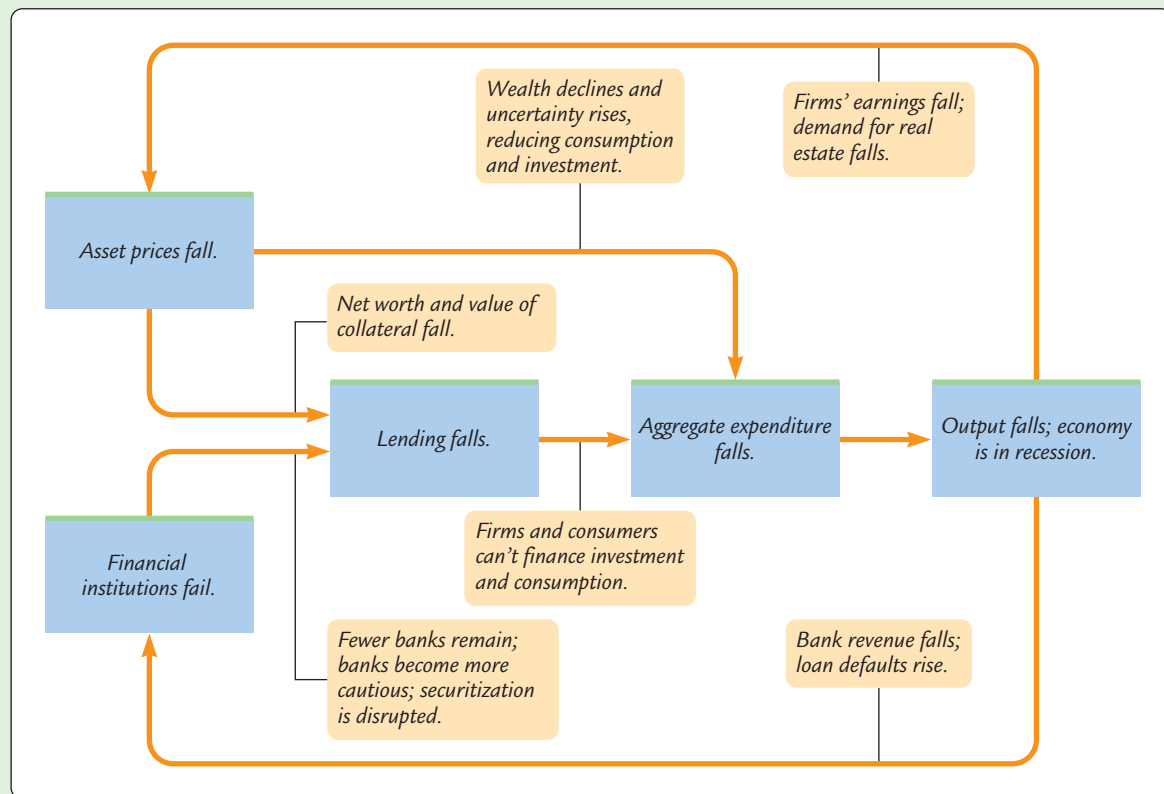 Wealth declines and
uncertainty rises,
reducing consumption
and investment.
Firms’ earnings fall;
demand for real
estate falls.
Asset prices fall.
Net worth and value of
collateral fall.
Lending falls.
Aggregate expenditure
falls.
Output falls; economy
is in recession.
Financial
institutions fail.
Firms and consumers
can’t finance investment
and consumption.
Fewer banks remain;
banks become more
cautious; securitization
is disrupted.
Bank revenue falls;
loan defaults rise.